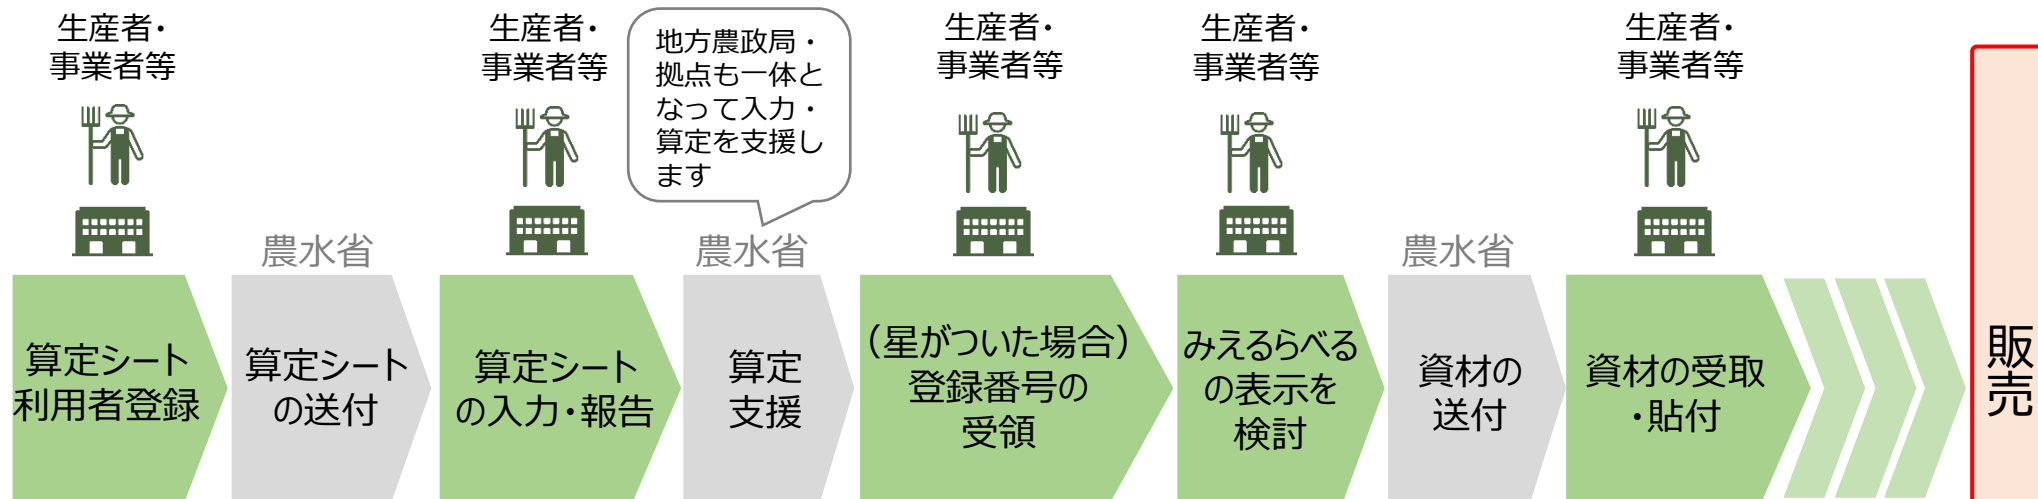 生産者・
事業者等
算定シート
利用者登録
農水省
算定シート
の送付
生産者・
事業者等
算定シート
の入力・報告
地方農政局・
拠点も一体と
なって入力・
算定を支援し
ます
農水省
算定
支援
生産者・
事業者等
（星がついた場合）
登録番号の
受領
生産者・
事業者等
みえるらべる
の表示を
検討
農水省
資材の
送付
生産者・
事業者等
資材の受取
・貼付
販売